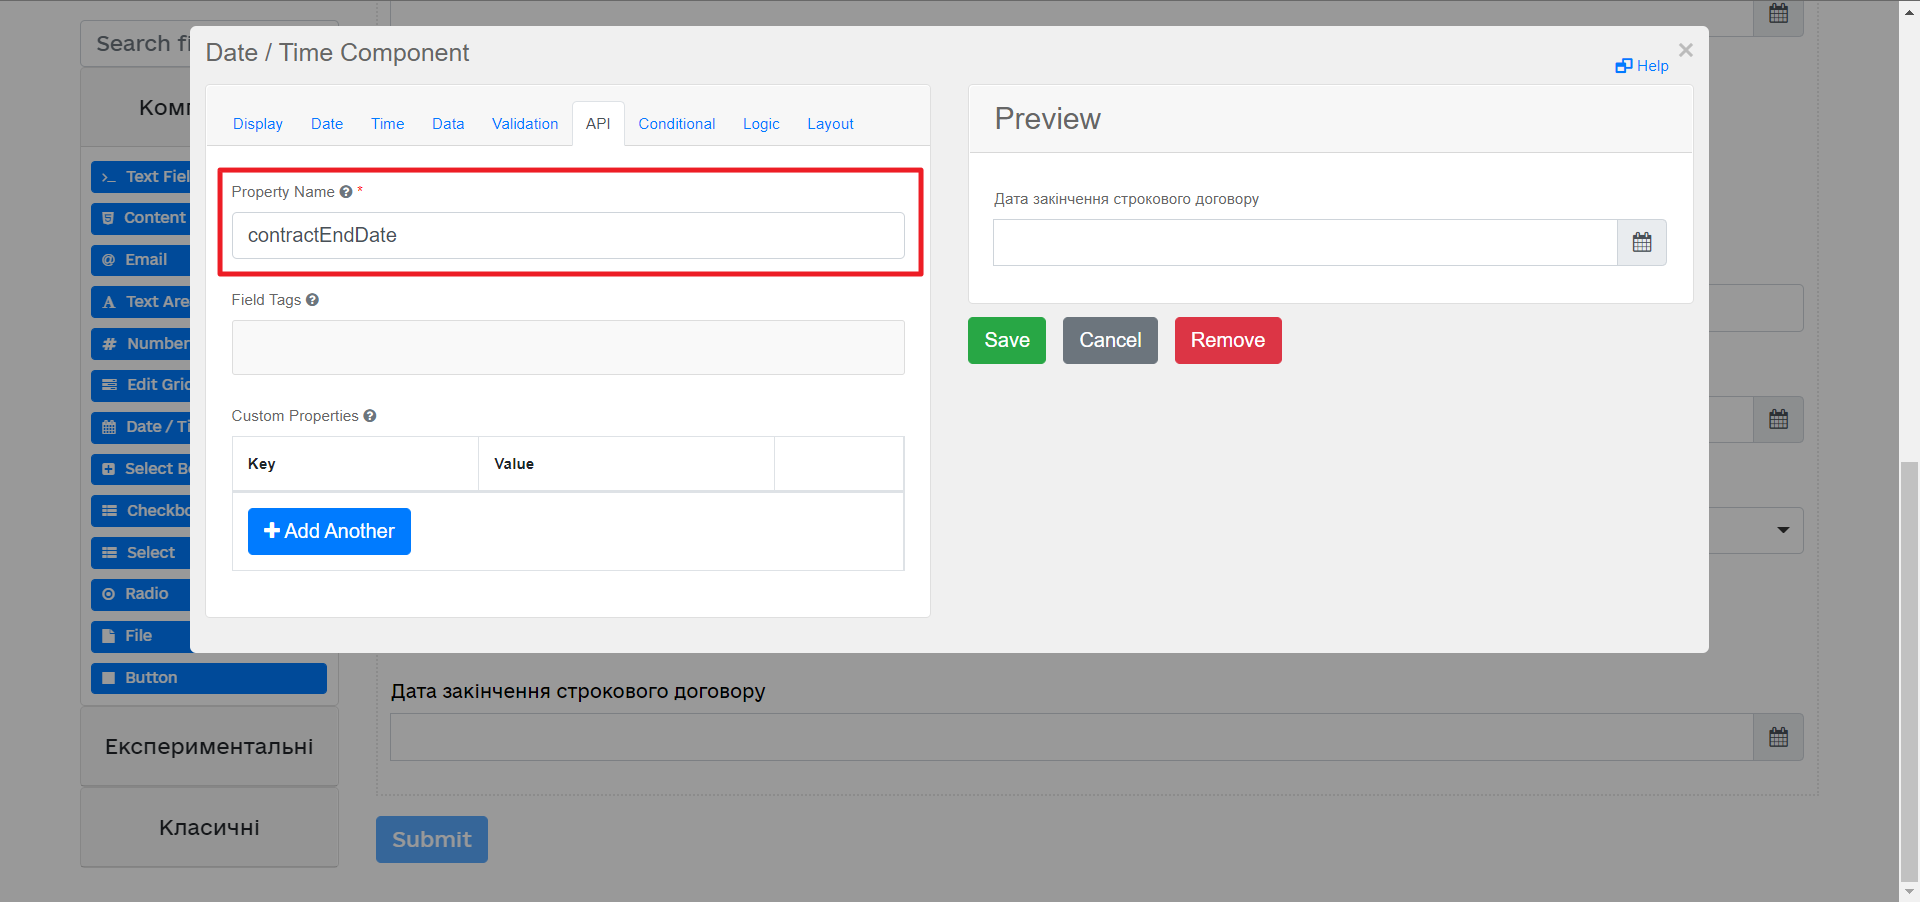 Search fi
Date / Time Component
Help
Комп
Display Date Time Data Validation API Conditional Logic Layout
Preview
Property Name *
contractEndDate
Дата закінчення строкового договору
Field Tags
Save Cancel Remove
Custom Properties
Key Value
Add Another
>_ Text Fiel
Content
@ Email
A Text Are
# Number
Edit Gric
Date / Ti
Select Bo
Checkbo
Select
Radio
File
Button
Експериментальні
Класичні
Дата закінчення строкового договору
Submit